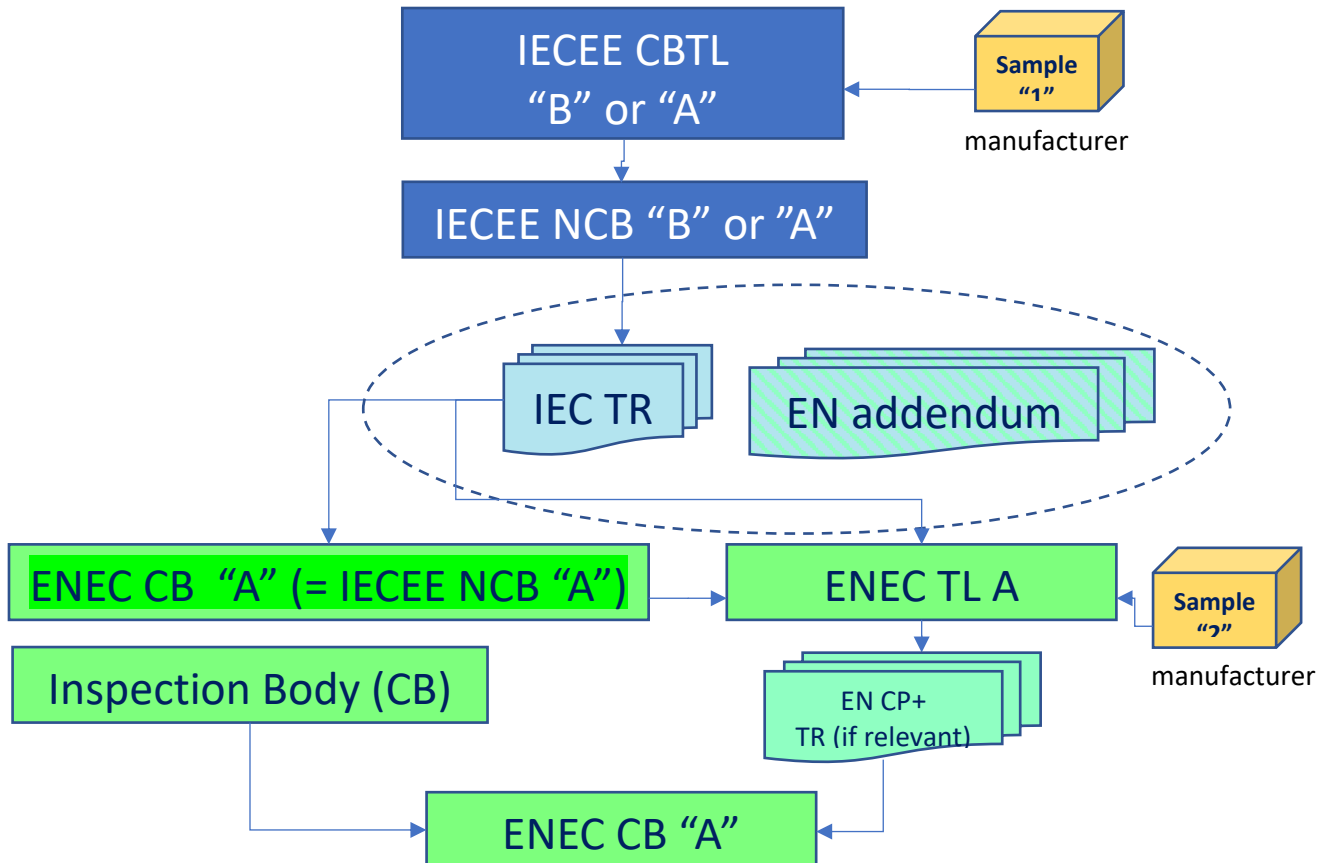 IECEE CBTL
“B” or “A”
Sample
“1”
manufacturer
IECEE NCB “B” or ”A”
IEC TR
EN addendum
ENEC CB “A” (= IECEE NCB “A”)
ENEC TL A
Sample
“2”
manufacturer
Inspection Body (CB)
EN CP+
TR (if relevant)
ENEC CB “A”